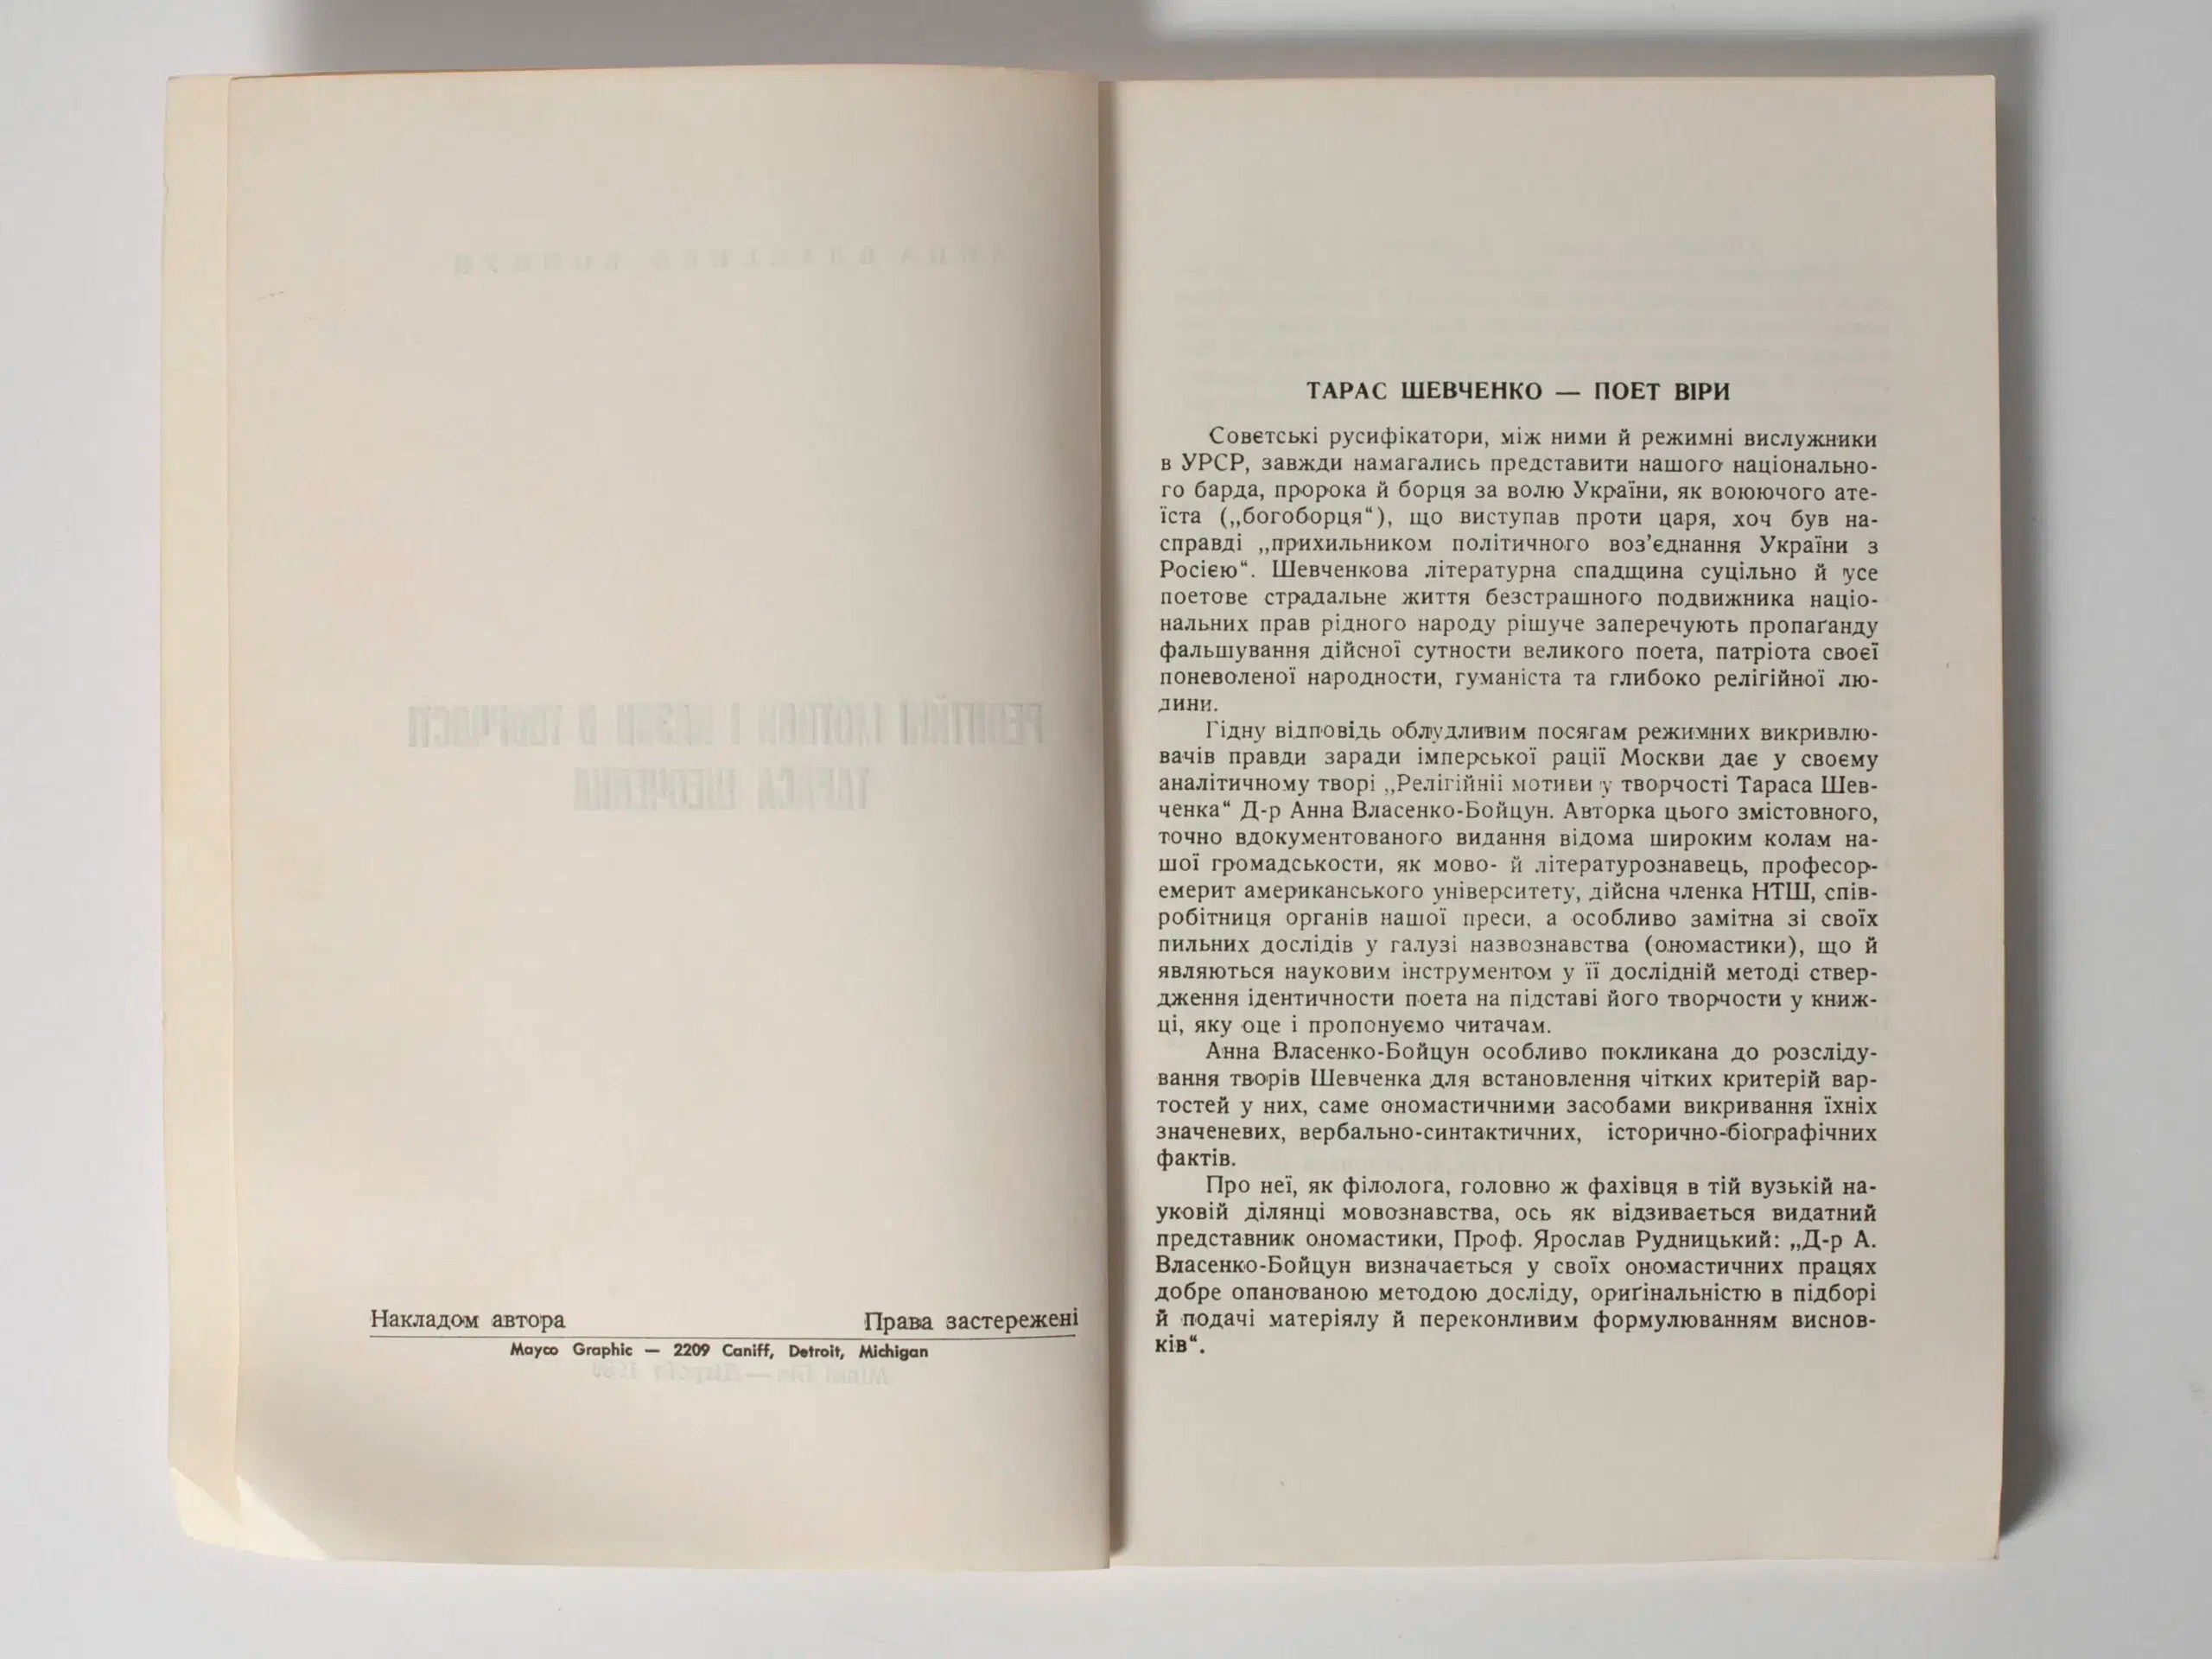 Накладом автора Права застережені
Mayco Graphic — 2209 Caniff, Detroit, Michigan
ТАРАС ШЕВЧЕНКО — ПОЕТ ВІРИ
Совєтські русифікатори, між ними й режимні вислужники
в УРСР, завжди намагались представити нашого національно-
го барда, пророка й борця за волю України, як воюючого ате-
їста („богоборця“), що виступав проти царя, хоч був на-
справді „прихильником політичного воз’єднання України з
Росією“. Шевченкова літературна спадщина суцільно й усе
поетове страдальне життя безстрашного подвижника націо-
нальних прав рідного народу рішуче заперечують пропаґанду
фальшування дійсної сутности великого поета, патріота своєї
поневоленої народности, гуманіста та глибоко релігійної лю-
дини.
Гідну відповідь облудливим посягам режимних викривлю-
вачів правди заради імперської рації Москви дає у своєму
аналітичному творі „Релігійніі мотиви у творчості Тараса Шев-
ченка“ Д-р Анна Власенко-Бойцун. Авторка цього змістовного,
точно вдокументованого видання відома широким колам на-
шої громадськости, як мово- й літературознавець, професор-
емерит американського університету, дійсна членка НТШ, спів-
робітниця органів нашої преси, а особливо замітна зі своїх
пильних дослідів у галузі назвознавства (ономастики), що й
являються науковим інструментом у її дослідній методі ствер-
дження ідентичности поета на підставі його творчости у книж-
ці, яку оце і пропонуємо читачам.
Анна Власенко-Бойцун особливо покликана до розсліду-
вання творів Шевченка для встановлення чітких критерій вар-
тостей у них, саме ономастичними засобами викривання їхніх
значеневих, вербально-синтактичних, історично-біографічних
фактів.
Про неї, як філолога, головно ж фахівця в тій вузькій на-
уковій ділянці мовознавства, ось як відзивається видатний
представник ономастики, Проф. Ярослав Рудницький: „Д-р А.
Власенко-Бойцун визначається у своїх ономастичних працях
добре опанованою методою досліду, ориґінальністю в підборі
й подачі матеріялу й переконливим формулюванням виснов-
ків“.